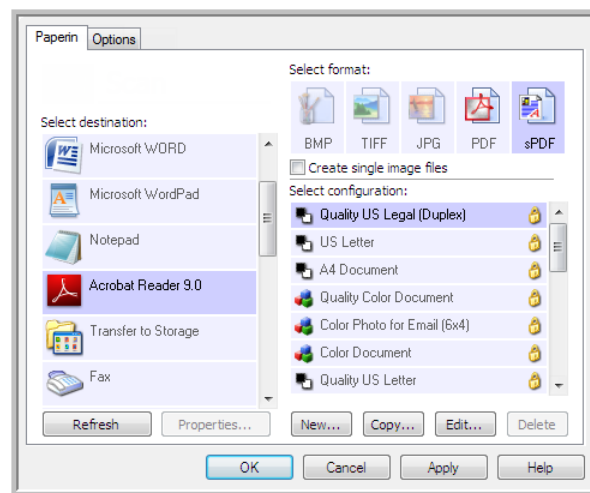 Paperin Options
Select format:
BMP TIFF JPG PDF sPDF
Create single image files
Select destination:
Microsoft WORD
Microsoft WordPad
Notepad
Acrobat Reader 9.0
Transfer to Storage
Fax
Refresh Properties...
Select configuration:
Quality US Legal (Duplex)
US Letter
A4 Document
Quality Color Document
Color Photo for Email (6x4)
Color Document
Quality US Letter
New... Copy... Edit... Delete
OK Cancel Apply Help